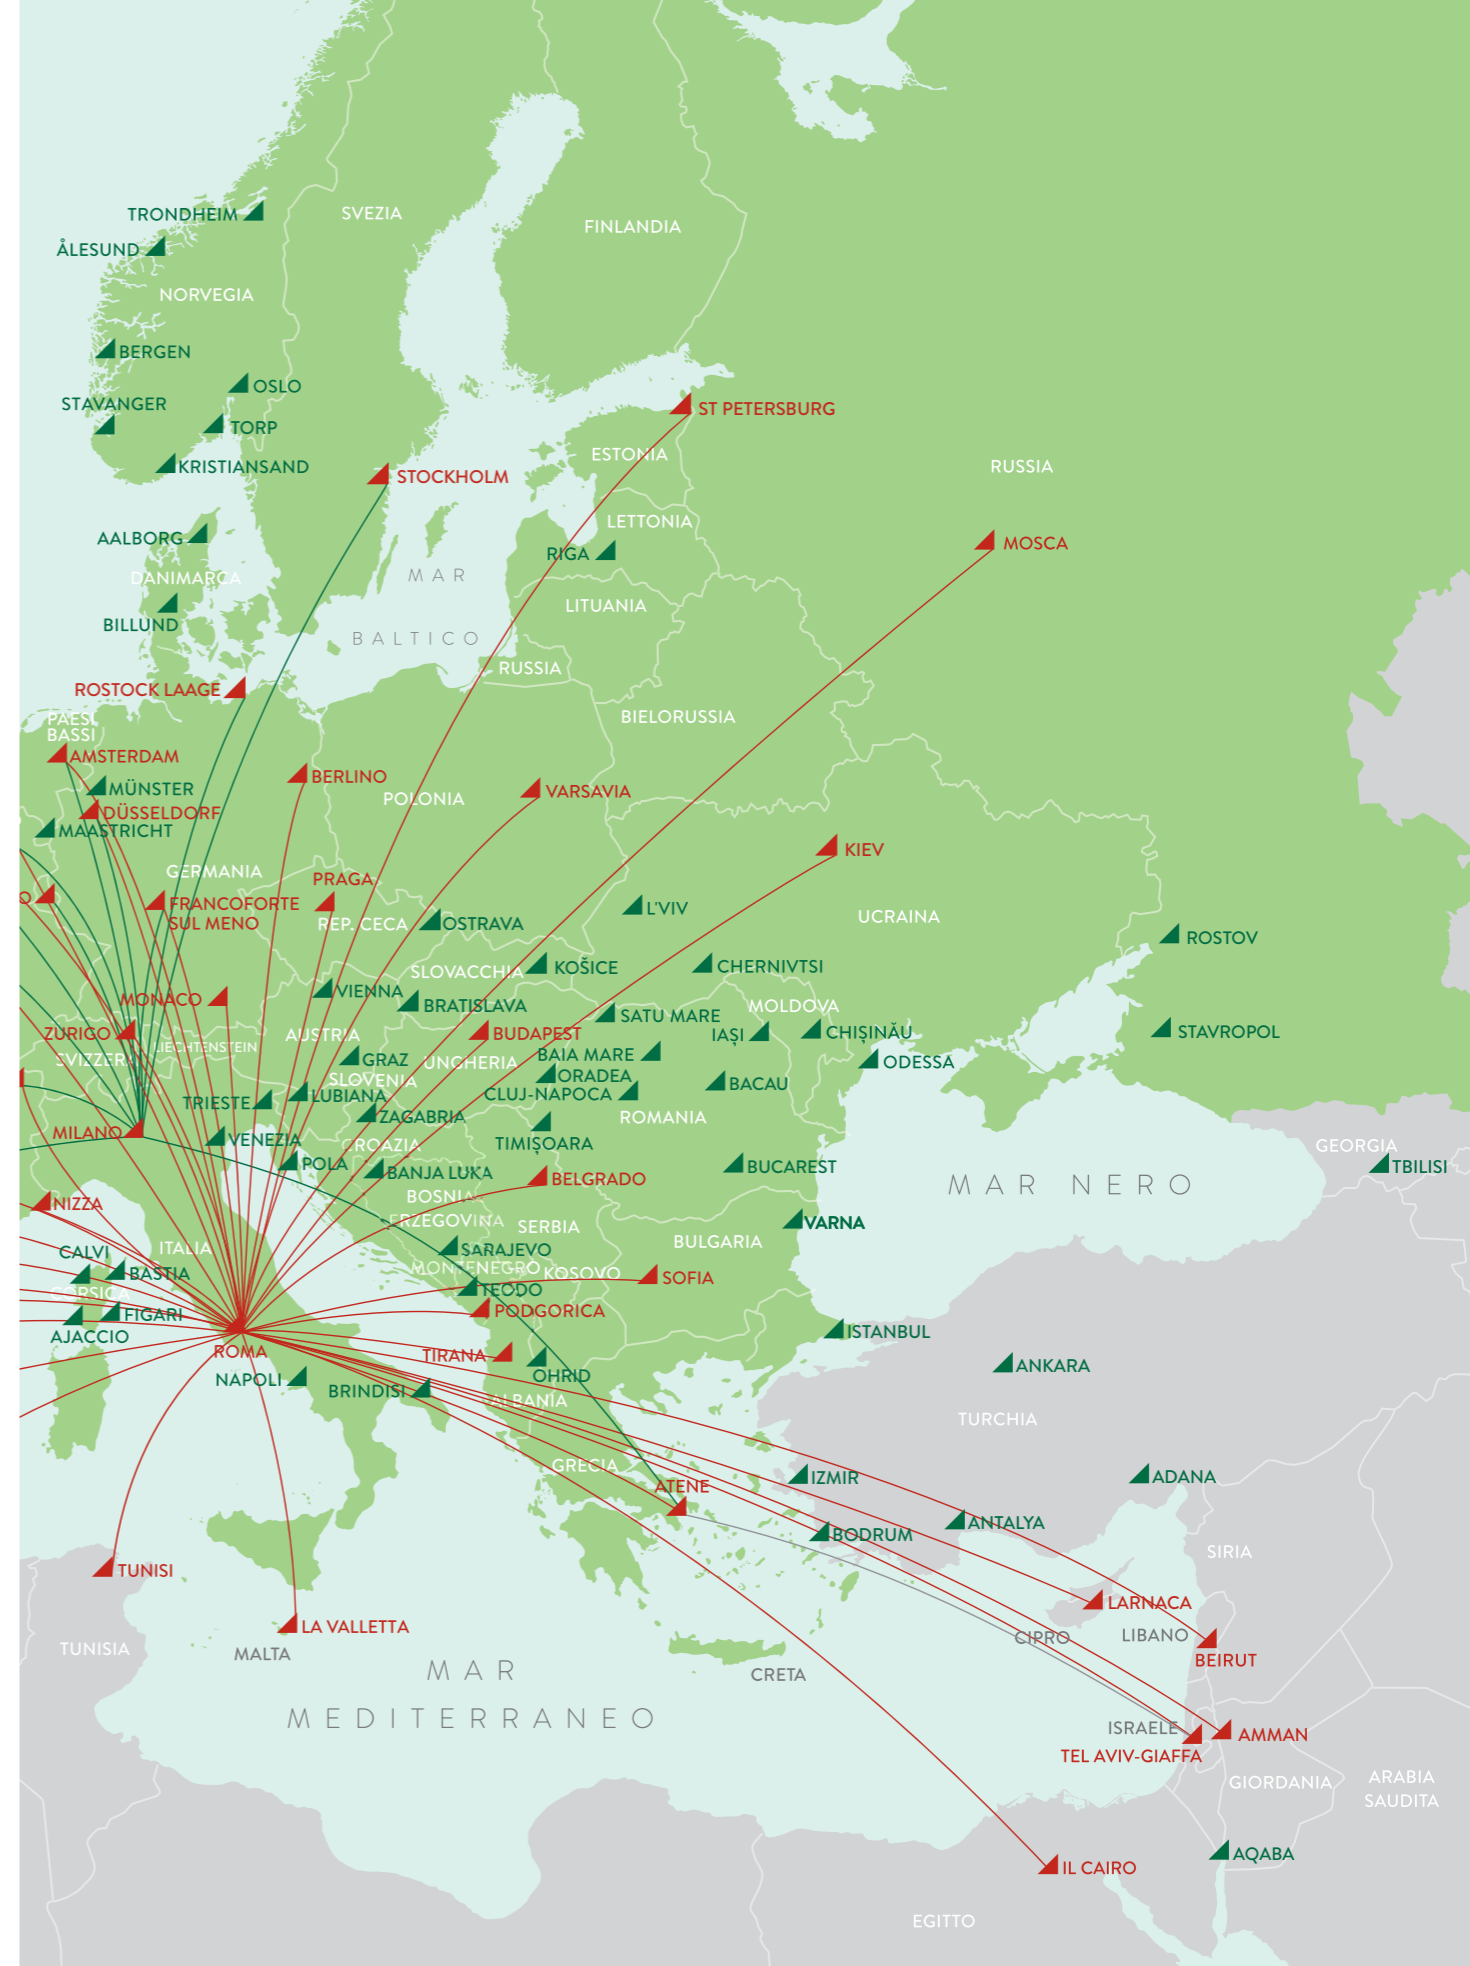 TRONDHEIM
SVEZIA
FINLANDIA
ÅLESUND
NORVEGIA
BERGEN
OSLO
STAVANGER
ST PETERSBURG
TORP
ESTONIA
KRISTIANSAND
RUSSIA
STOCKHOLM
LETTONIA
AALBORG
MOSCA
RIGA
MAR
DANIMARCA
LITUANIA
BILLUND
BALTICO
RUSSIA
ROSTOCK LAAGE
PAESI
BASSI
BIELORUSSIA
AMSTERDAM
BERLINO
MÜNSTER
VARSAVIA
POLONIA
DÜSSELDORF
MAASTRICHT
KIEV
GERMANIA
PRAGA
O
FRANCOFORTE
SUL MENO
L'VIV
UCRAINA
REP. CECA
OSTRAVA
ROSTOV
KOŠICE
CHERNIVTSI
SLOVACCHIA
VIENNA
MONACO
BRATISLAVA
MOLDOVA
SATU MARE
ZURIGO
AUSTRIA
BUDAPEST
IAȘI
CHIȘINĂU
STAVROPOL
LIECHTENSTEIN
SVIZZERA
GRAZ
UNGHERIA
BAIA MARE
ODESSA
ORADEA
SLOVENIA
BACAU
LUBIANA
CLUJ-NAPOCA
TRIESTE
ZAGABRIA
ROMANIA
MILANO
VENEZIA
CROAZIA
TIMIȘOARA
GEORGIA
POLA
BANJA LUKA
BUCAREST
TBILISI
BELGRADO
MAR NERO
BOSNIA
NIZZA
ERZEGOVINA
SERBIA
VARNA
ITALIA
BULGARIA
CALVI
SARAJEVO
BASTIA
MONTENEGRO
KOSOVO
SOFIA
CORSICA
TEODO
FIGARI
PODGORICA
AJACCIO
ISTANBUL
ROMA
TIRANA
ANKARA
NAPOLI
OHRID
BRINDISI
ALBANIA
TURCHIA
GRECIA
IZMIR
ADANA
ATENE
ANTALYA
BODRUM
SIRIA
TUNISI
LARNACA
LA VALLETTA
LIBANO
CIPRO
TUNISIA
MALTA
BEIRUT
MAR
CRETA
MEDITERRANEO
ISRAELE
AMMAN
TEL AVIV-GIAFFA
GIORDANIA
ARABIA
SAUDITA
AQABA
IL CAIRO
EGITTO